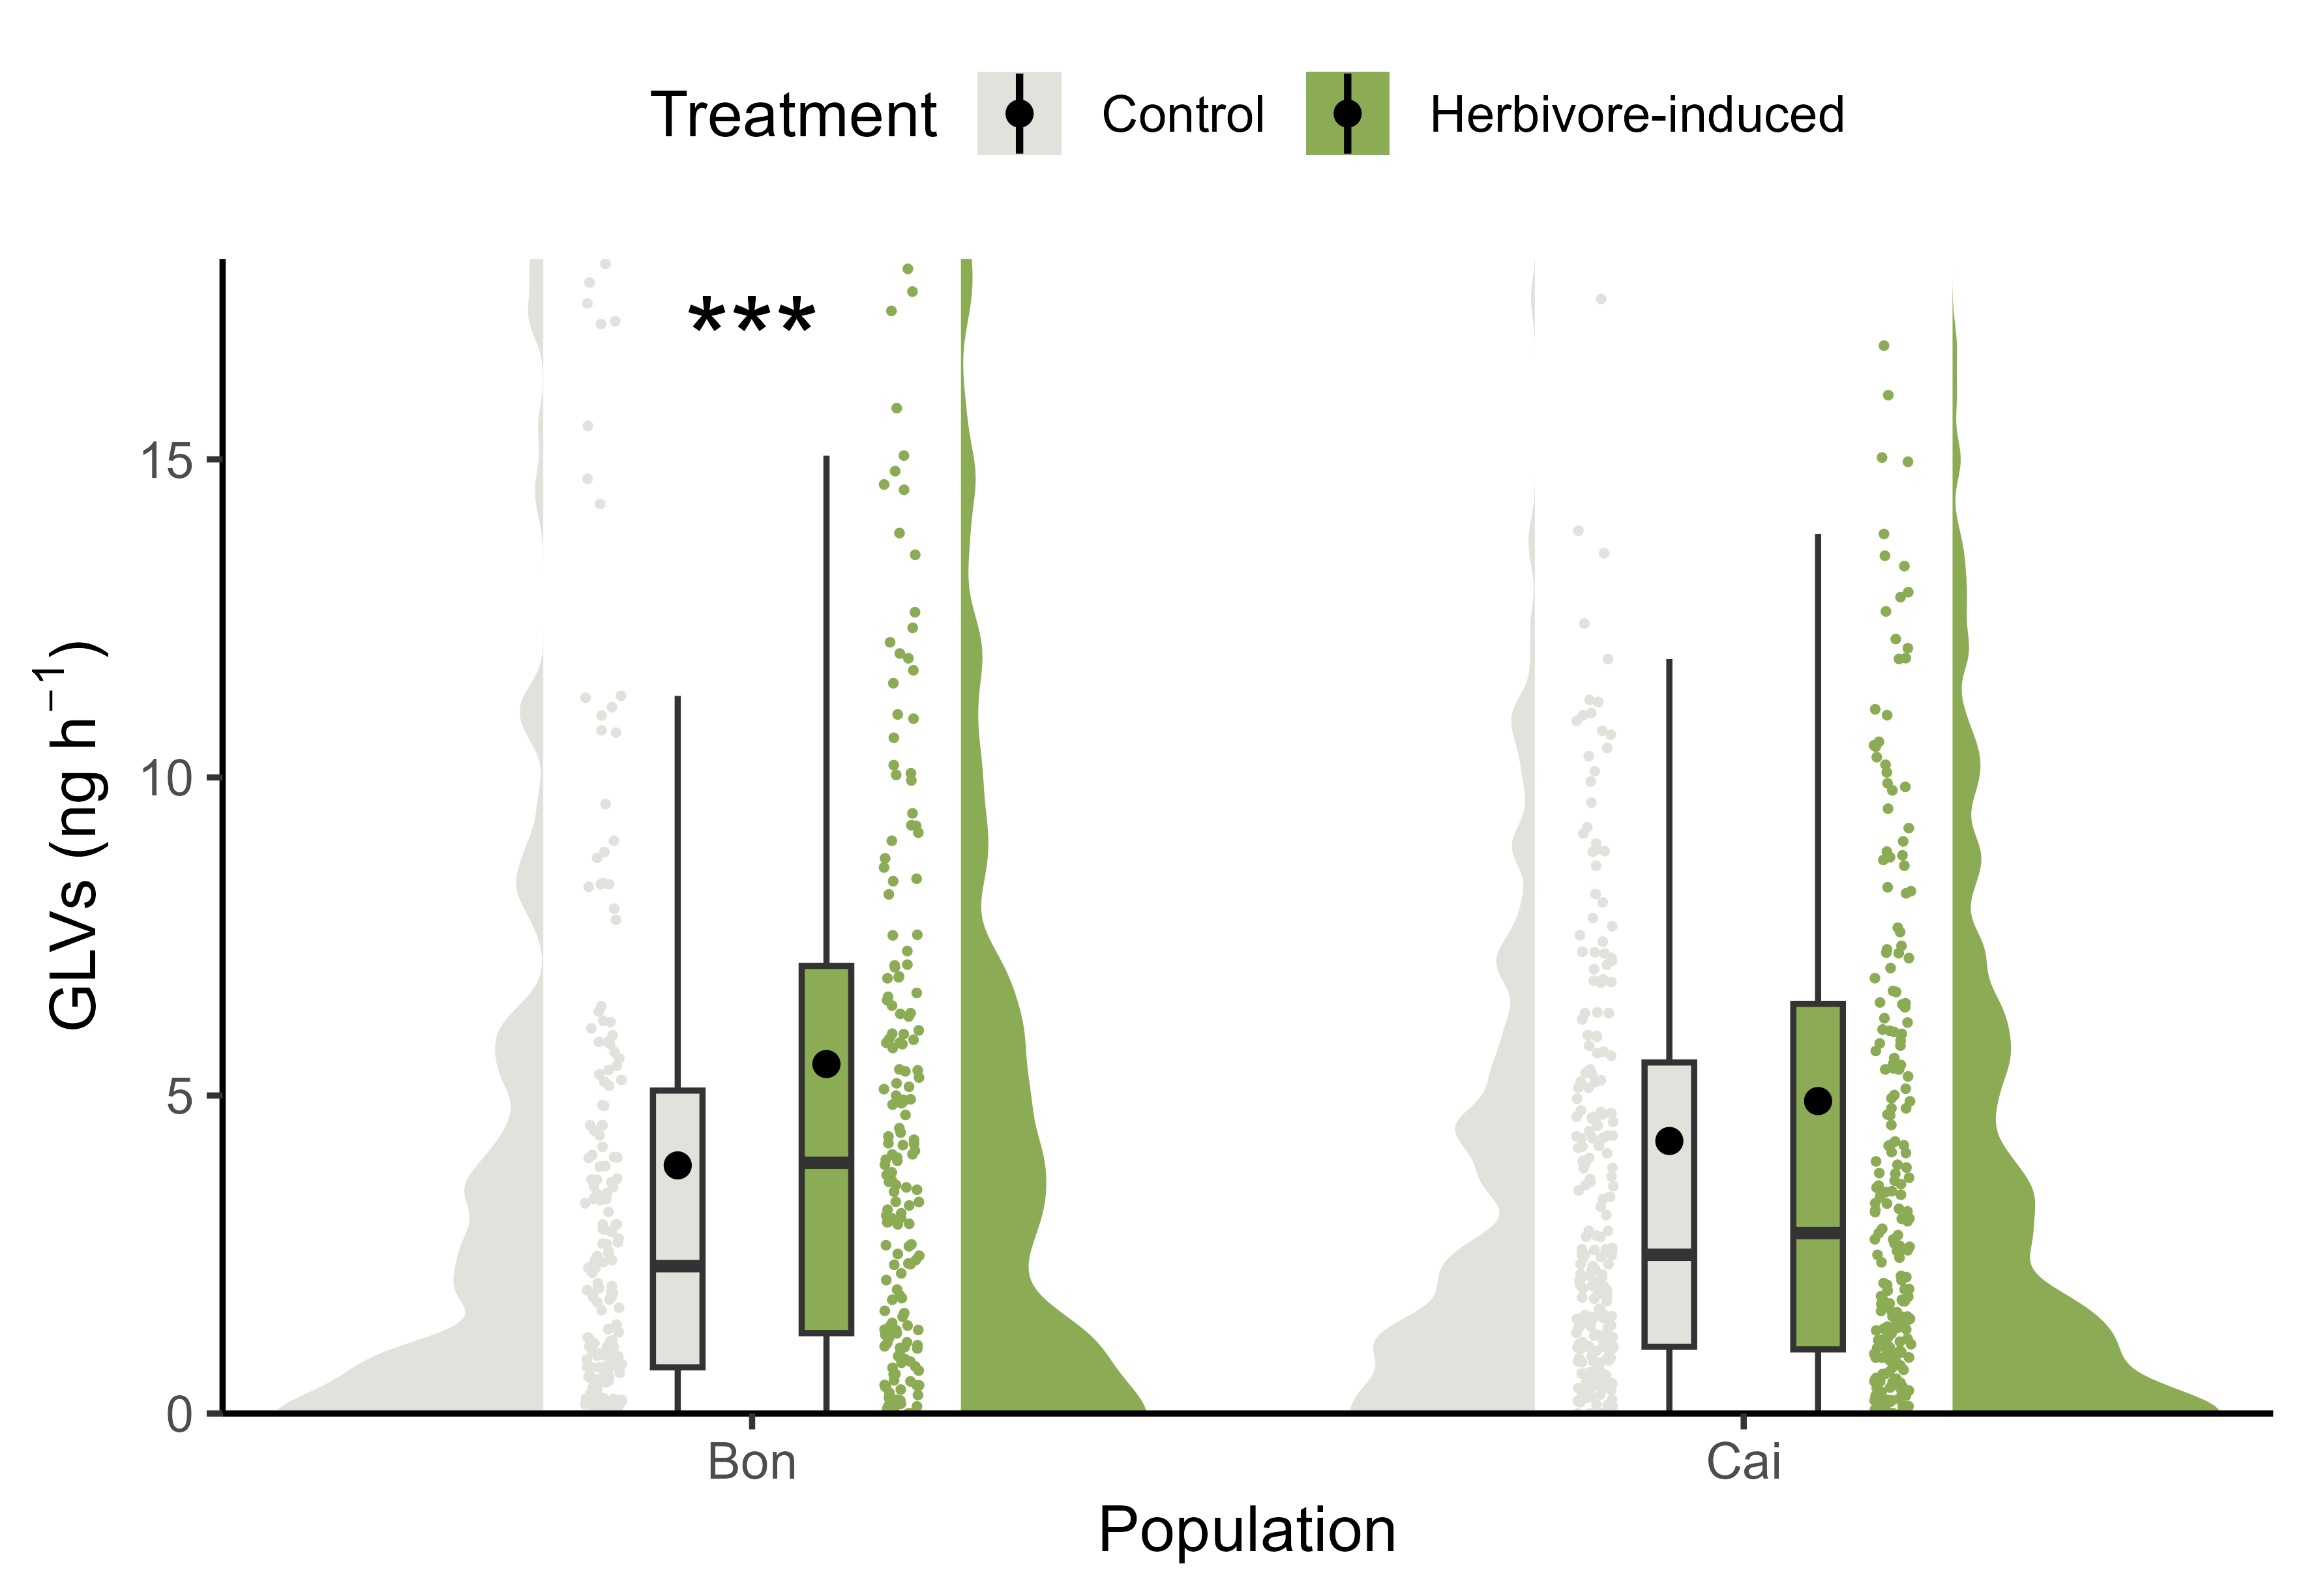 Treatment Control Herbivore-induced
***
GLVs (ng h⁻¹)
15
10
5
0
Bon Cai
Population